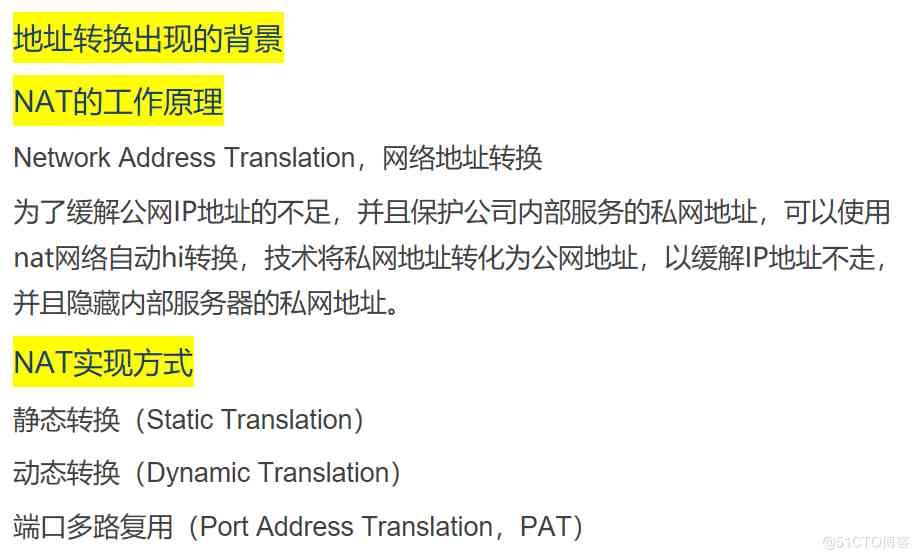 地址转换出现的背景
NAT的工作原理
Network Address Translation，网络地址转换
为了缓解公网IP地址的不足，并且保护公司内部服务的私网地址，可以使用
nat网络自动hi转换，技术将私网地址转化为公网地址，以缓解IP地址不走，
并且隐藏内部服务器的私网地址。
NAT实现方式
静态转换（Static Translation）
动态转换（Dynamic Translation）
端口多路复用（Port Address Translation，PAT）
@51CTO博客